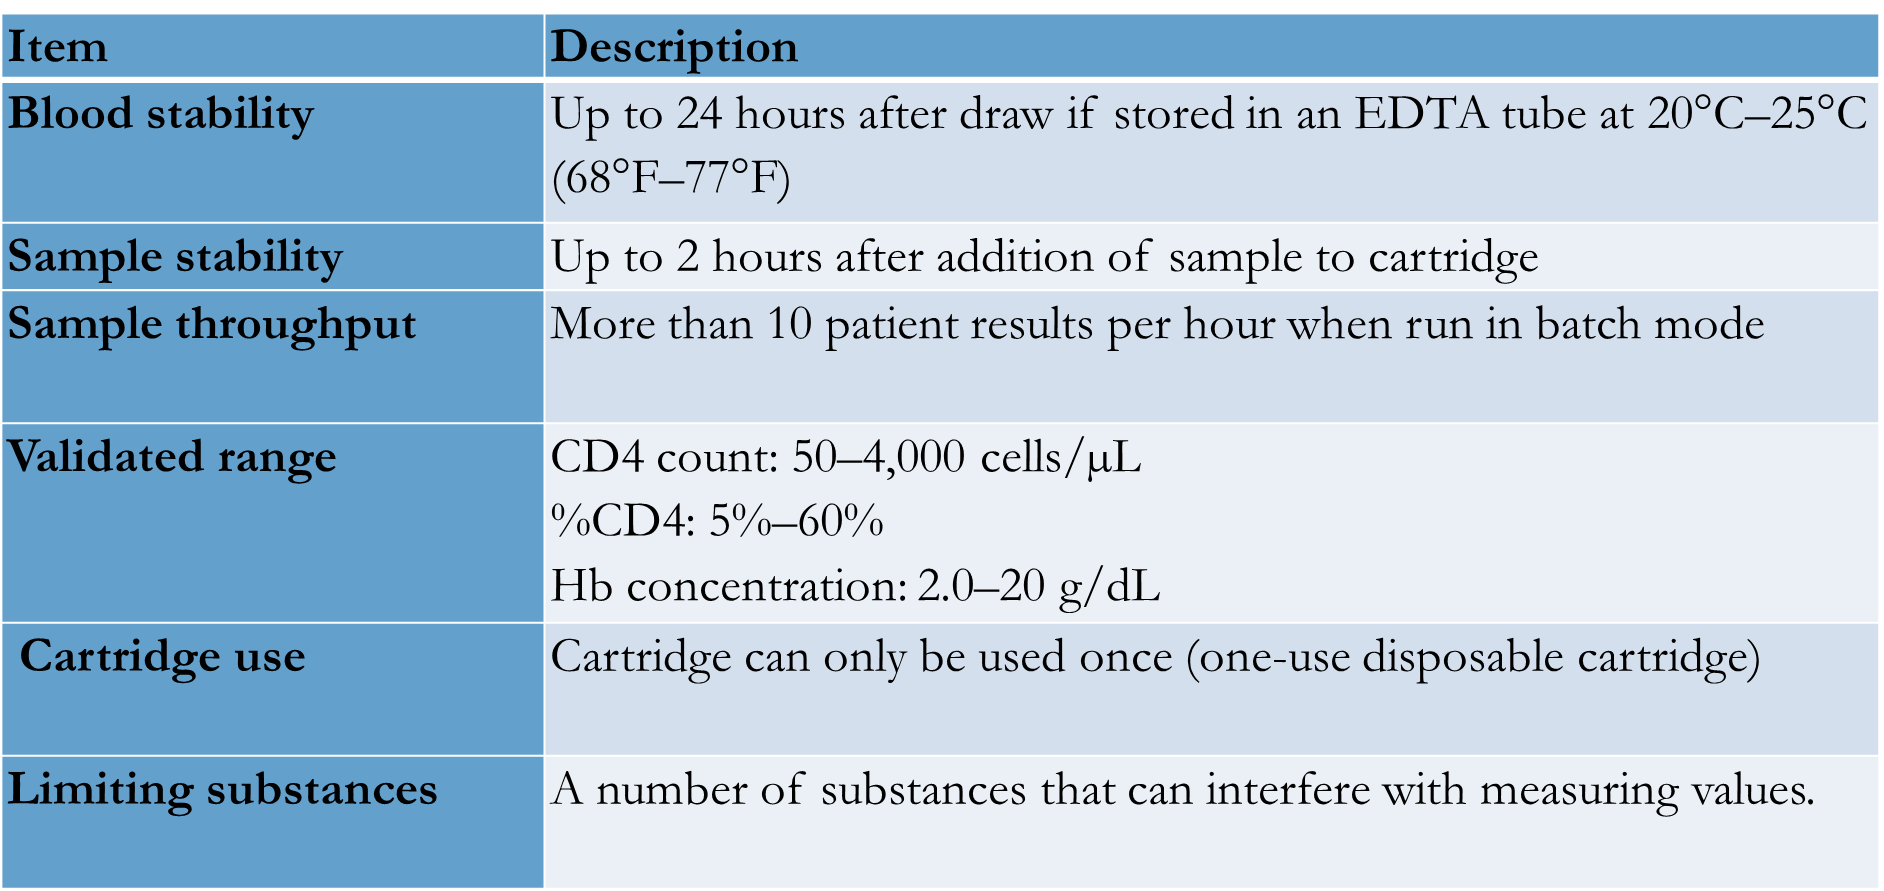 Item Description
Blood stability Up to 24 hours after draw if stored in an EDTA tube at 20°C–25°C
(68°F–77°F)
Sample stability Up to 2 hours after addition of sample to cartridge
Sample throughput More than 10 patient results per hour when run in batch mode
Validated range CD4 count: 50–4,000 cells/μL
%CD4: 5%–60%
Hb concentration: 2.0–20 g/dL
Cartridge use Cartridge can only be used once (one-use disposable cartridge)
Limiting substances A number of substances that can interfere with measuring values.